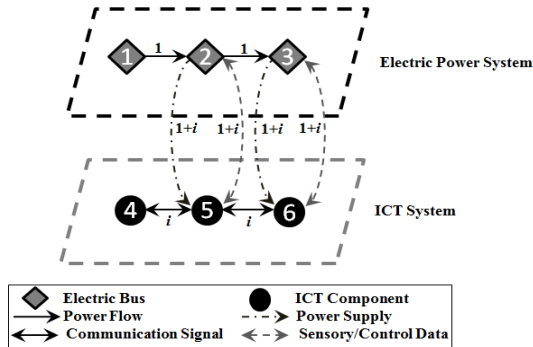 1 1
1 2 3
Electric Power System
1+i 1+i 1+i 1+i
4 5 6
ICT System
i i
Electric Bus ICT Component
Power Flow Power Supply
Communication Signal Sensory/Control Data